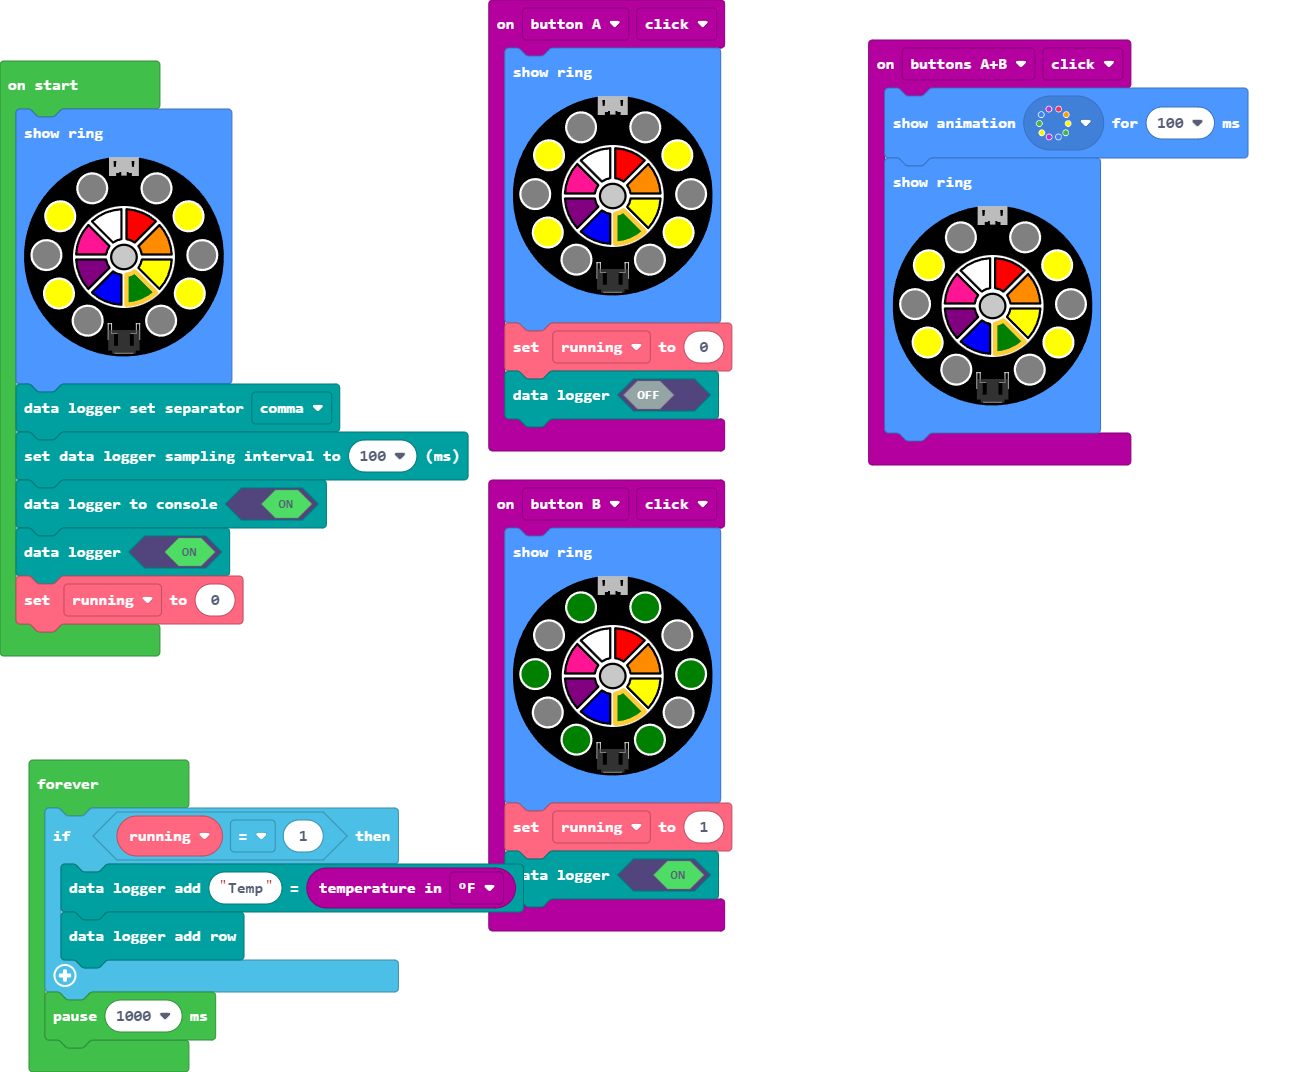 on start
show ring
data logger set separator comma
set data logger sampling interval to 100 (ms)
data logger to console ON
data logger ON
set running to 0
forever
if running = 1 then
data logger add "Temp" = temperature in °F
data logger add row
pause 1000 ms
on button A click
show ring
set running to 0
data logger OFF
on button B click
show ring
set running to 1
ata logger ON
on buttons A+B click
show animation for 100 ms
show ring